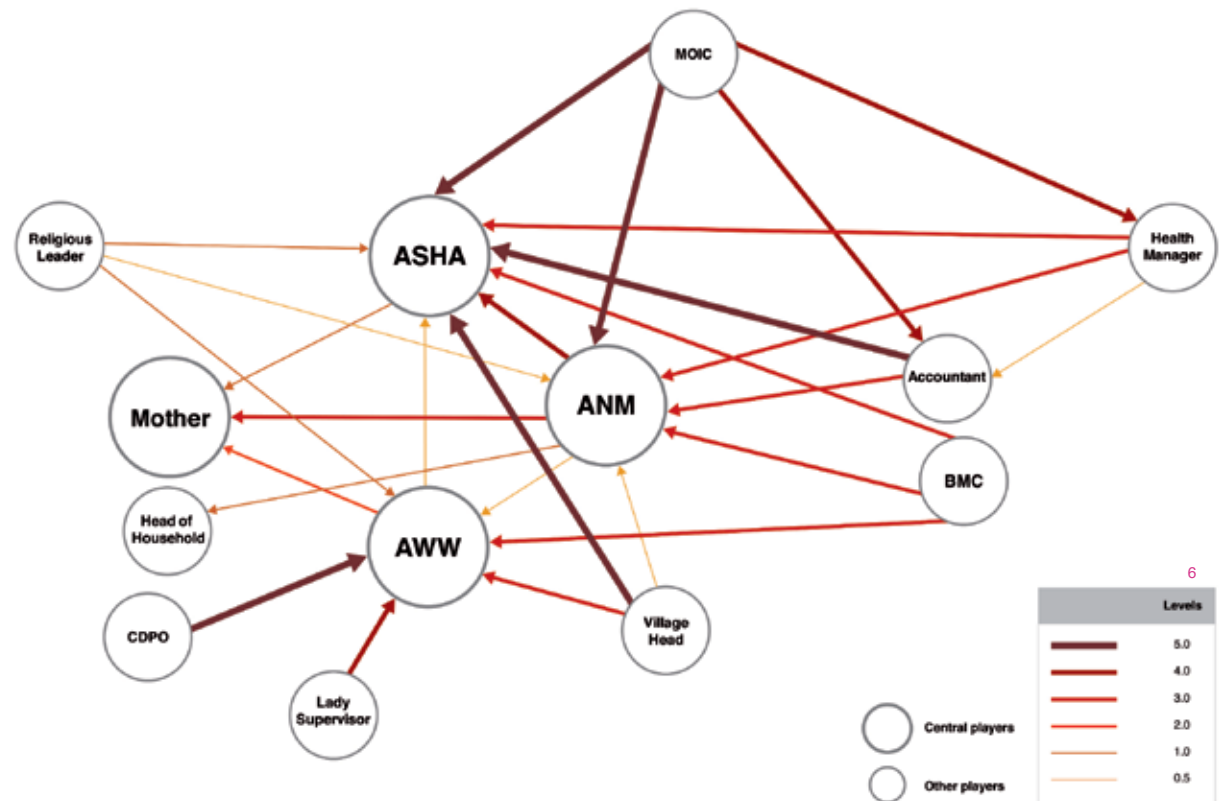 MOIC
Religious
Leader
ASHA
Health
Manager
Accountant
Mother
ANM
BMC
Head of
Household
AWW
CDPO
Village
Head
Lady
Supervisor
6
Levels
5.0
4.0
3.0
2.0
1.0
0.5
Central players
Other players